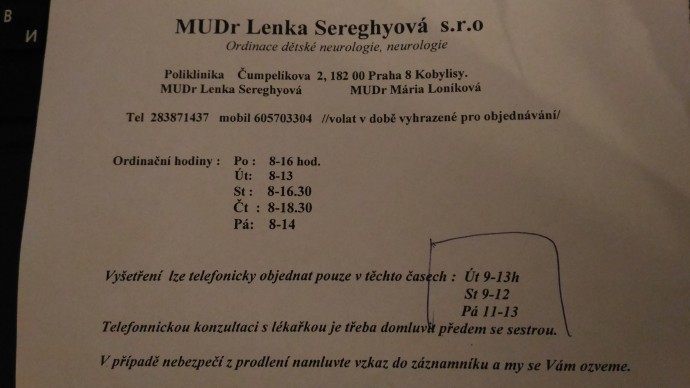 В
И
MUDr Lenka Sereghyová s.r.o
Ordinace dětské neurologie, neurologie
Poliklinika Čumpelíkova 2, 182 00 Praha 8 Kobylisy.
MUDr Lenka Sereghyová MUDr Mária Loníková
Tel 283871437 mobil 605703304 //volat v době vyhrazené pro objednávání/
Ordinační hodiny : Po : 8-16 hod.
Út: 8-13
St : 8-16.30
Čt : 8-18.30
Pá: 8-14
Vyšetření lze telefonicky objednat pouze v těchto časech : Út 9-13h
St 9-12
Pá 11-13
Telefonnickou konzultaci s lékařkou je třeba domluvit předem se sestrou.
V případě nebezpečí z prodlení namluvte vzkaz do záznamníku a my se Vám ozveme.